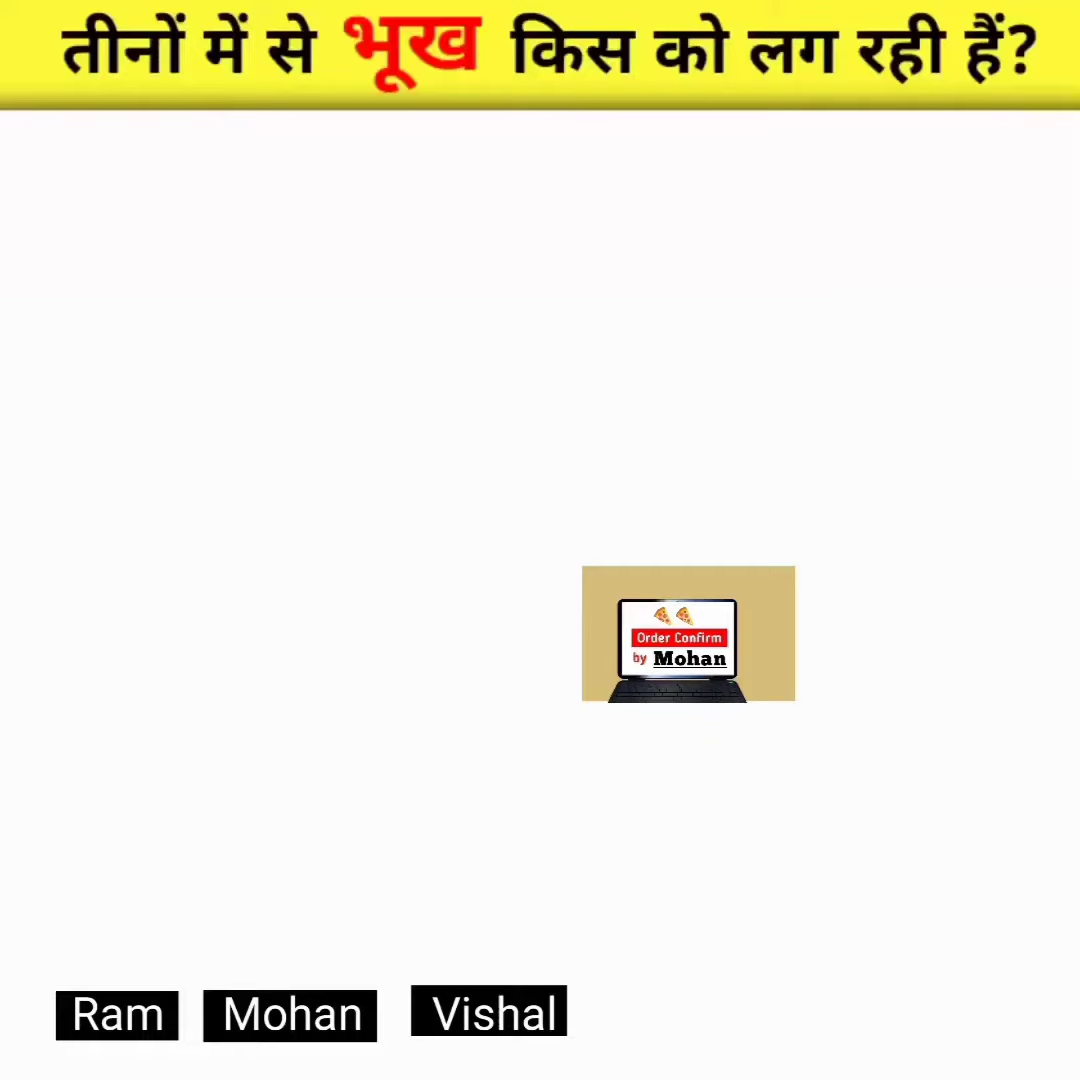 तीनों में से भूख किस को लग रही हैं?
Order Confirm
by Mohan
Ram Mohan Vishal